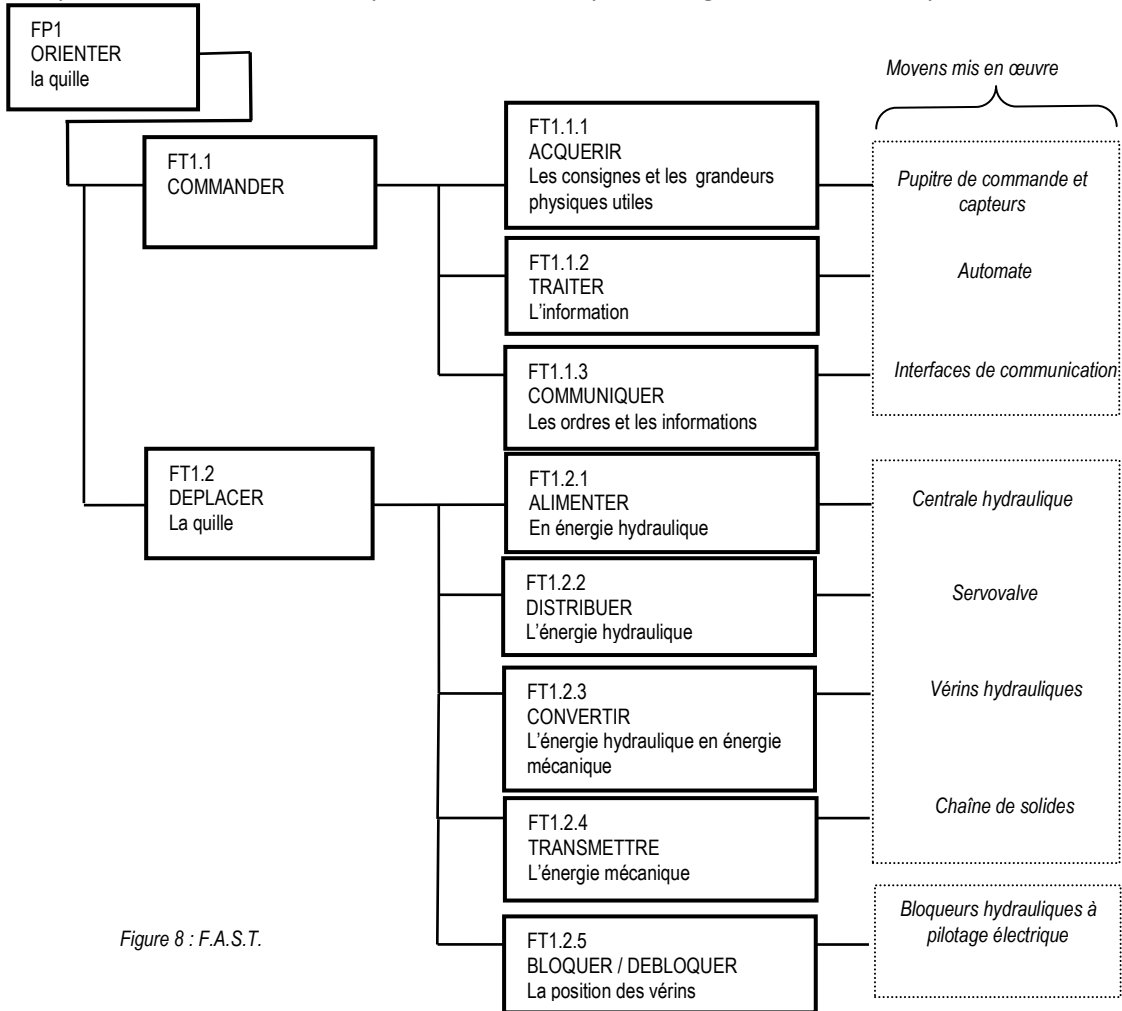 FP1
ORIENTER
la quille
Moyens mis en œuvre
FT1.1
COMMANDER
FT1.1.1
ACQUERIR
Les consignes et les grandeurs
physiques utiles
Pupitre de commande et
capteurs
FT1.1.2
TRAITER
L'information
Automate
FT1.1.3
COMMUNIQUER
Les ordres et les informations
Interfaces de communication
FT1.2
DEPLACER
La quille
FT1.2.1
ALIMENTER
En énergie hydraulique
Centrale hydraulique
FT1.2.2
DISTRIBUER
L'énergie hydraulique
Servovalve
FT1.2.3
CONVERTIR
L'énergie hydraulique en énergie
mécanique
Vérins hydrauliques
FT1.2.4
TRANSMETTRE
L'énergie mécanique
Chaîne de solides
FT1.2.5
BLOQUER / DEBLOQUER
La position des vérins
Bloqueurs hydrauliques à
pilotage électrique
Figure 8 : F.A.S.T.